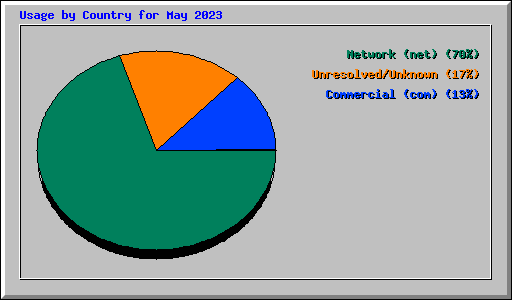 Usage by Country for May 2023
Network (net) (70%)
Unresolved/Unknown (17%)
Commercial (com) (13%)